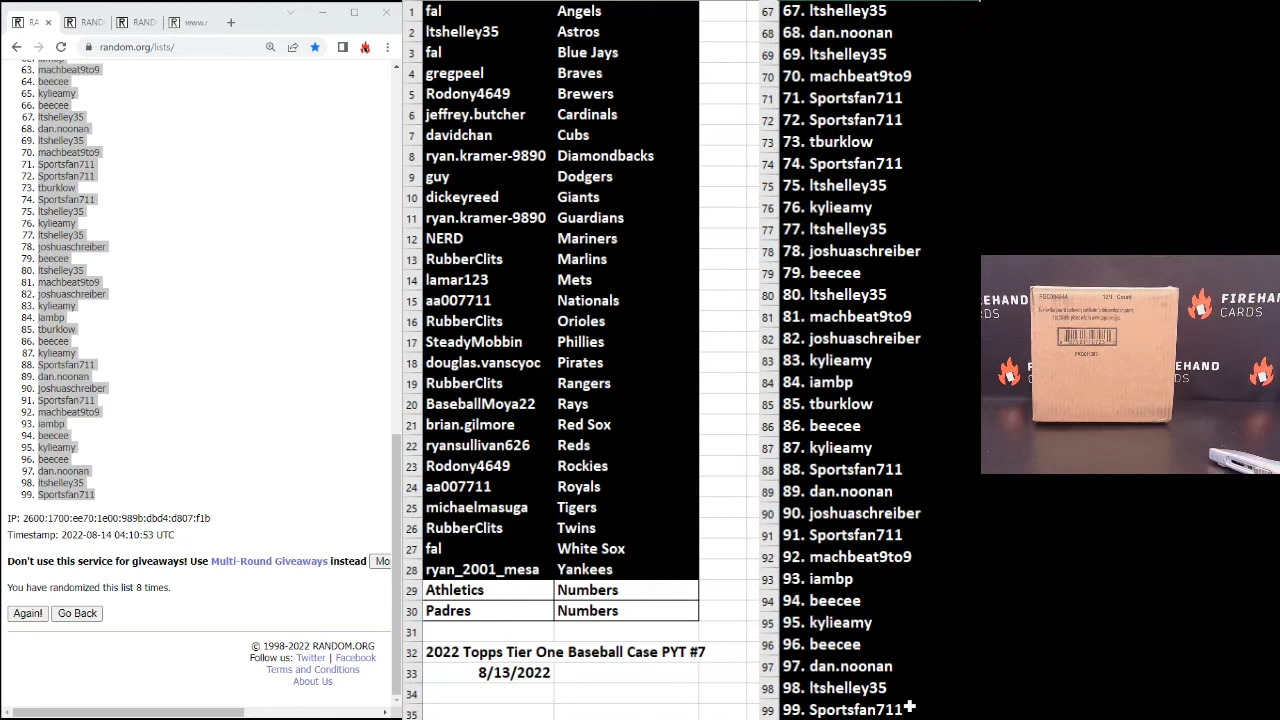 RA
RAND
RAND
www.r
random.org/lists/
63. machbeat9to9
64. beecee
65. kylieamy
66. beecee
67. ltshelley35
68. dan.noonan
69. ltshelley35
70. machbeat9to9
71. Sportsfan711
72. Sportsfan711
73. tburklow
74. Sportsfan711
75. ltshelley35
76. kylieamy
77. ltshelley35
78. joshuaschreiber
79. beecee
80. ltshelley35
81. machbeat9to9
82. joshuaschreiber
83. kylieamy
84. iambp
85. tburklow
86. beecee
87. kylieamy
88. Sportsfan711
89. dan.noonan
90. joshuaschreiber
91. Sportsfan711
92. machbeat9to9
93. iambp
94. beecee
95. kylieamy
96. beecee
97. dan.noonan
98. ltshelley35
99. Sportsfan711
IP: 2600:1700:ee70:1e00:989b:dbd4:d807:f1b
Timestamp: 2022-08-14 04:10:53 UTC
Don't use this service for giveaways! Use Multi-Round Giveaways instead Mo
You have randomized this list 8 times.
Again! Go Back
© 1998-2022 RANDOM.ORG
Follow us: Twitter | Facebook
Terms and Conditions
About Us
1 fal Angels
2 ltshelley35 Astros
3 fal Blue Jays
4 gregpeel Braves
5 Rodony4649 Brewers
6 jeffrey.butcher Cardinals
7 davidchan Cubs
8 ryan.kramer-9890 Diamondbacks
9 guy Dodgers
10 dickeyreed Giants
11 ryan.kramer-9890 Guardians
12 NERD Mariners
13 RubberClits Marlins
14 lamar123 Mets
15 aa007711 Nationals
16 RubberClits Orioles
17 SteadyMobbin Phillies
18 douglas.vanscyoc Pirates
19 RubberClits Rangers
20 BaseballMoya22 Rays
21 brian.gilmore Red Sox
22 ryansullivan626 Reds
23 Rodony4649 Rockies
24 aa007711 Royals
25 michaelmasuga Tigers
26 RubberClits Twins
27 fal White Sox
28 ryan_2001_mesa Yankees
29 Athletics Numbers
30 Padres Numbers
31
32 2022 Topps Tier One Baseball Case PYT #7
33 8/13/2022
34
35
67 67. ltshelley35
68 68. dan.noonan
69 69. ltshelley35
70 70. machbeat9to9
71 71. Sportsfan711
72 72. Sportsfan711
73 73. tburklow
74 74. Sportsfan711
75 75. ltshelley35
76 76. kylieamy
77 77. ltshelley35
78 78. joshuaschreiber
79 79. beecee
80 80. ltshelley35
81 81. machbeat9to9
82 82. joshuaschreiber
83 83. kylieamy
84 84. iambp
85 85. tburklow
86 86. beecee
87 87. kylieamy
88 88. Sportsfan711
89 89. dan.noonan
90 90. joshuaschreiber
91 91. Sportsfan711
92 92. machbeat9to9
93 93. iambp
94 94. beecee
95 95. kylieamy
96 96. beecee
97 97. dan.noonan
98 98. ltshelley35
99 99. Sportsfan711
12/1 Count
HAND
CARDS
FIREHAND
CARDS